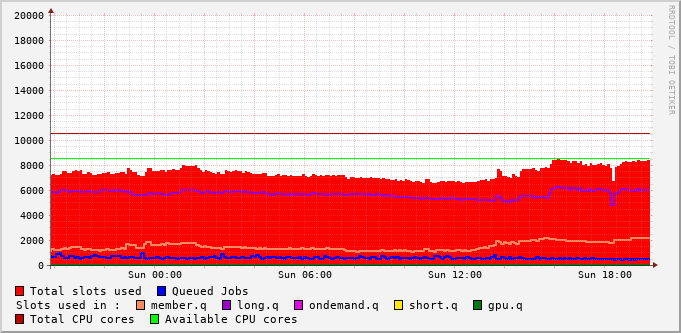 20000
18000
16000
14000
12000
10000
8000
6000
4000
2000
0
Sun 00:00 Sun 06:00 Sun 12:00 Sun 18:00
RRDTOOL / TOBI OETIKER
Total slots used Queued Jobs
Slots used in : member.q long.q ondemand.q short.q gpu.q
Total CPU cores Available CPU cores